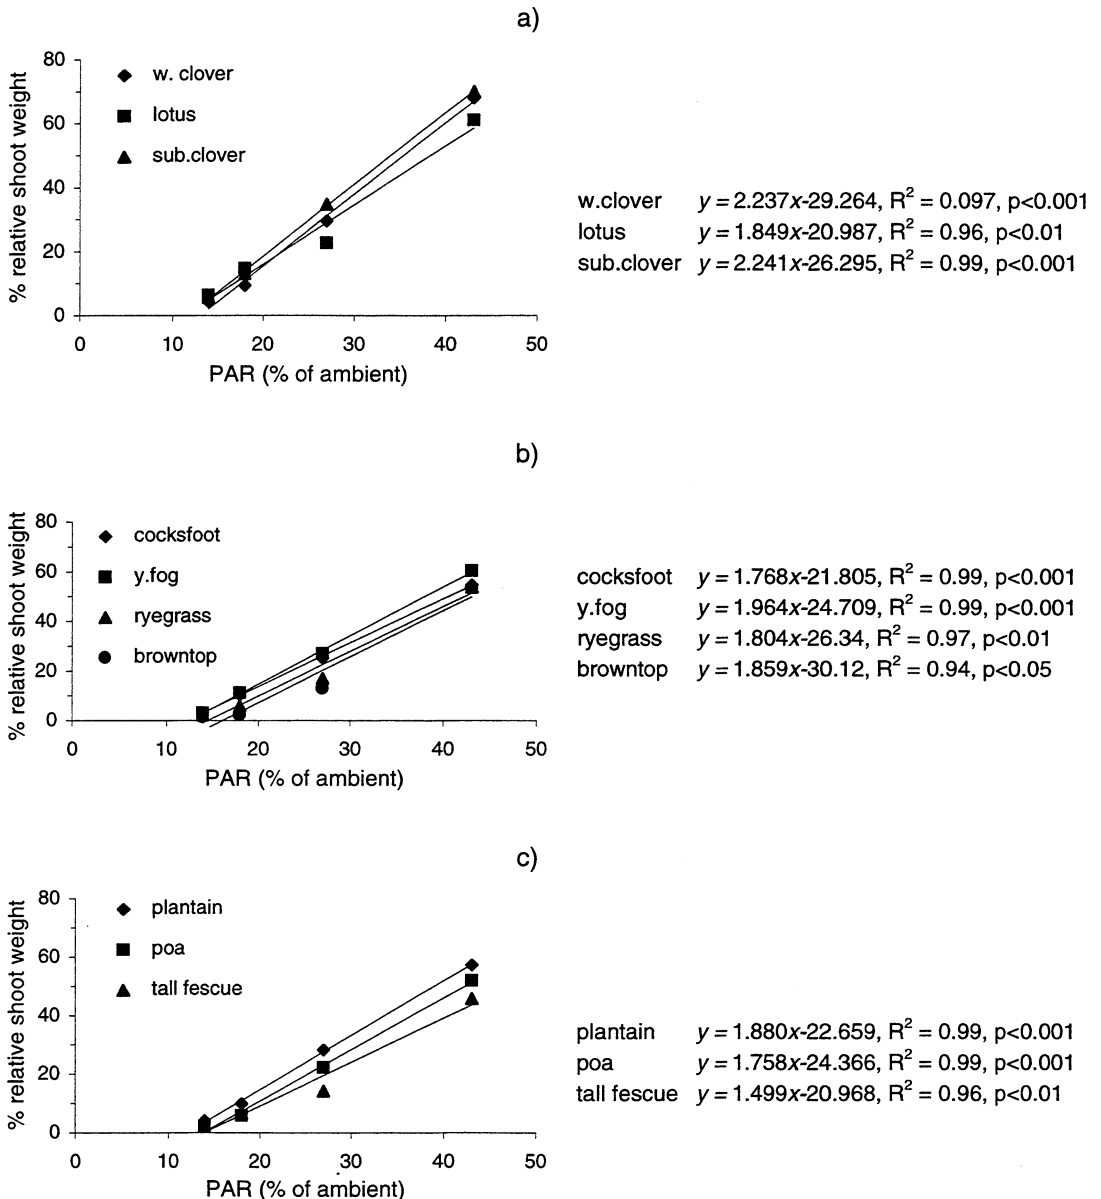 a)
% relative shoot weight
80
60
40
20
0
w. clover
lotus
sub.clover
0 10 20 30 40 50
PAR (% of ambient)
w.clover y = 2.237x-29.264, R² = 0.097, p<0.001
lotus y = 1.849x-20.987, R² = 0.96, p<0.01
sub.clover y = 2.241x-26.295, R² = 0.99, p<0.001
b)
% relative shoot weight
80
60
40
20
0
cocksfoot
y.fog
ryegrass
browntop
0 10 20 30 40 50
PAR (% of ambient)
cocksfoot y = 1.768x-21.805, R² = 0.99, p<0.001
y.fog y = 1.964x-24.709, R² = 0.99, p<0.001
ryegrass y = 1.804x-26.34, R² = 0.97, p<0.01
browntop y = 1.859x-30.12, R² = 0.94, p<0.05
c)
% relative shoot weight
80
60
40
20
0
plantain
poa
tall fescue
0 10 20 30 40 50
PAR (% of ambient)
plantain y = 1.880x-22.659, R² = 0.99, p<0.001
poa y = 1.758x-24.366, R² = 0.99, p<0.001
tall fescue y = 1.499x-20.968, R² = 0.96, p<0.01